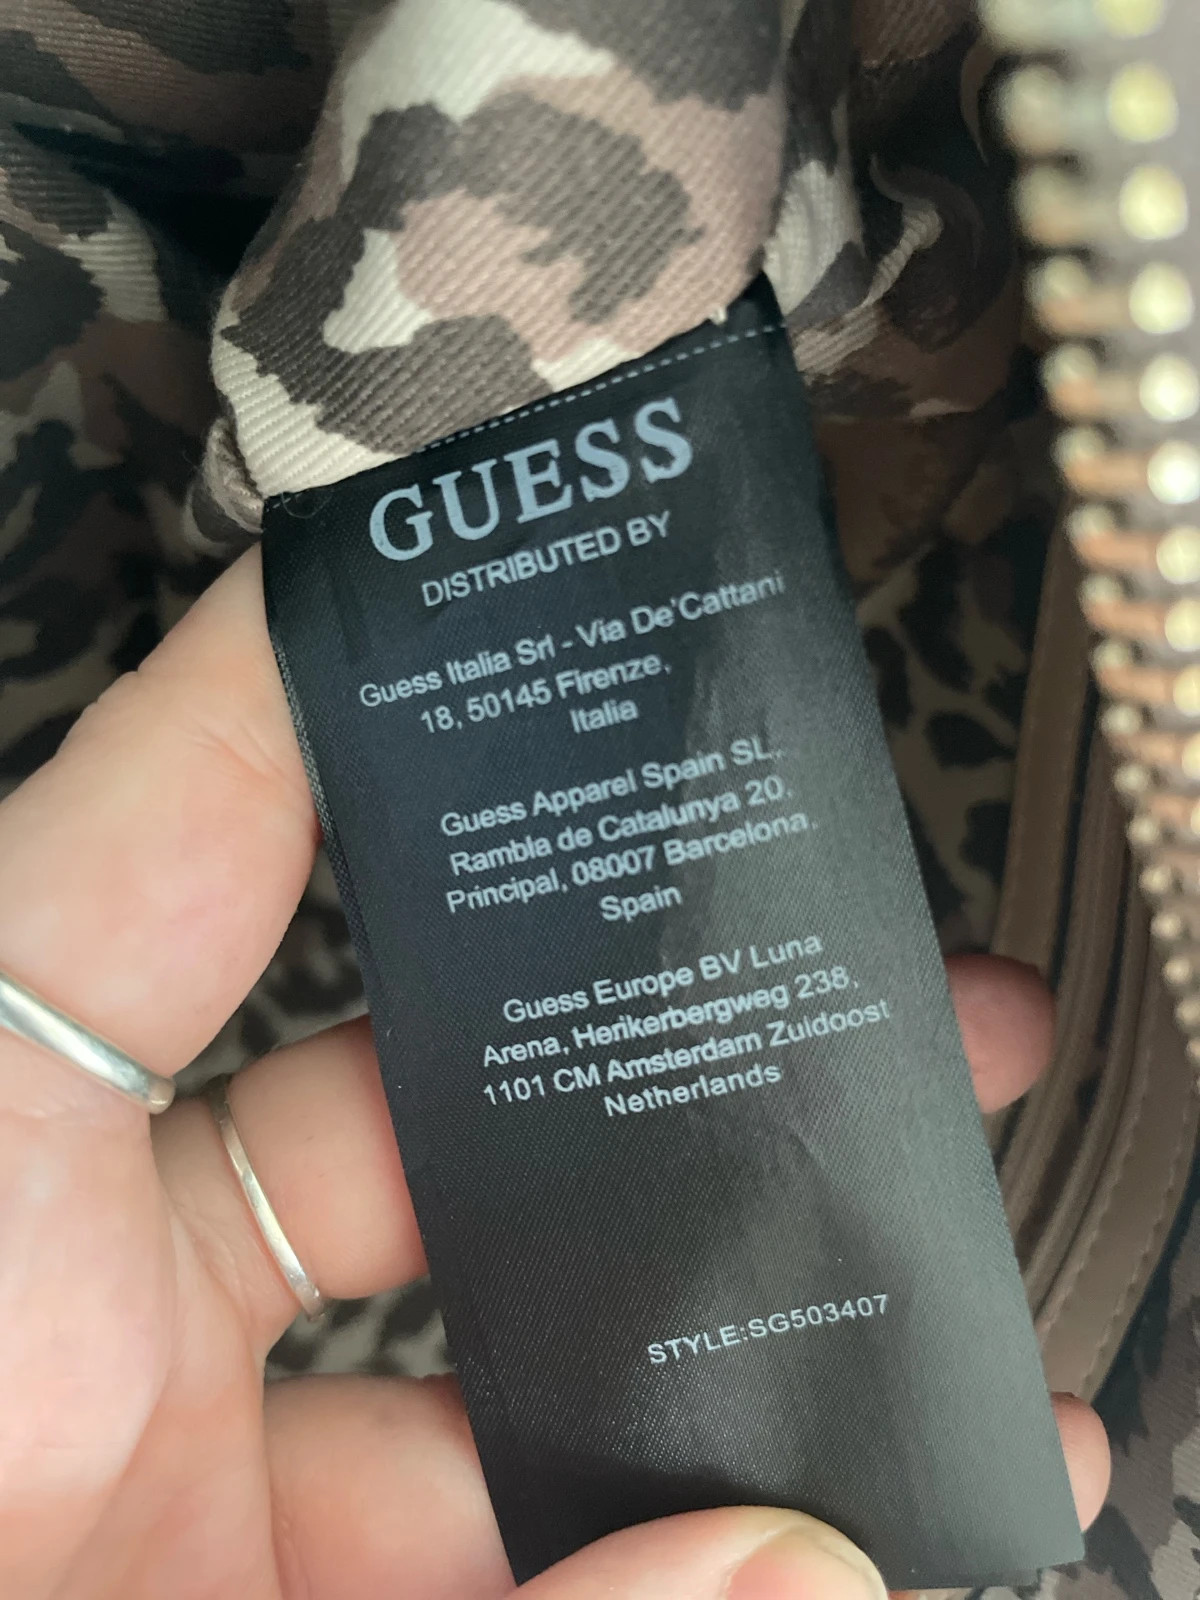 GUESS
DISTRIBUTED BY
Guess Italia Srl - Via De'Cattani
18, 50145 Firenze,
Italia
Guess Apparel Spain SL.
Rambla de Catalunya 20,
Principal, 08007 Barcelona,
Spain
Guess Europe BV Luna
Arena, Herikerbergweg 238,
1101 CM Amsterdam Zuidoost
Netherlands
STYLE:SG503407